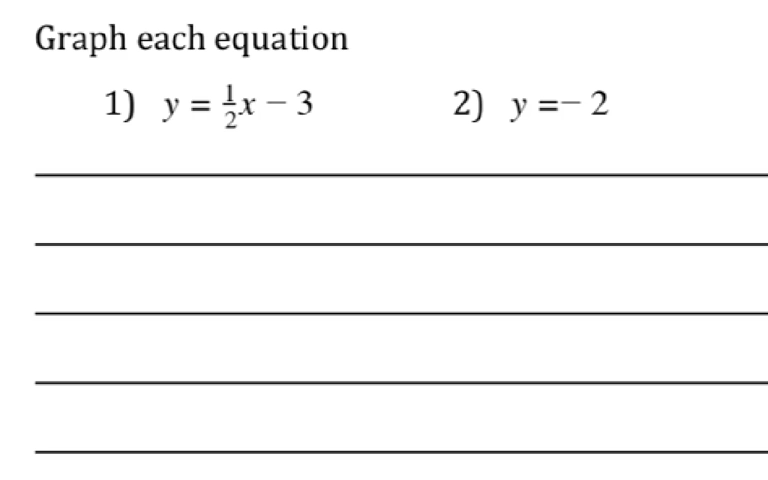 Graph each equation
1) y = ½x − 3 2) y =− 2